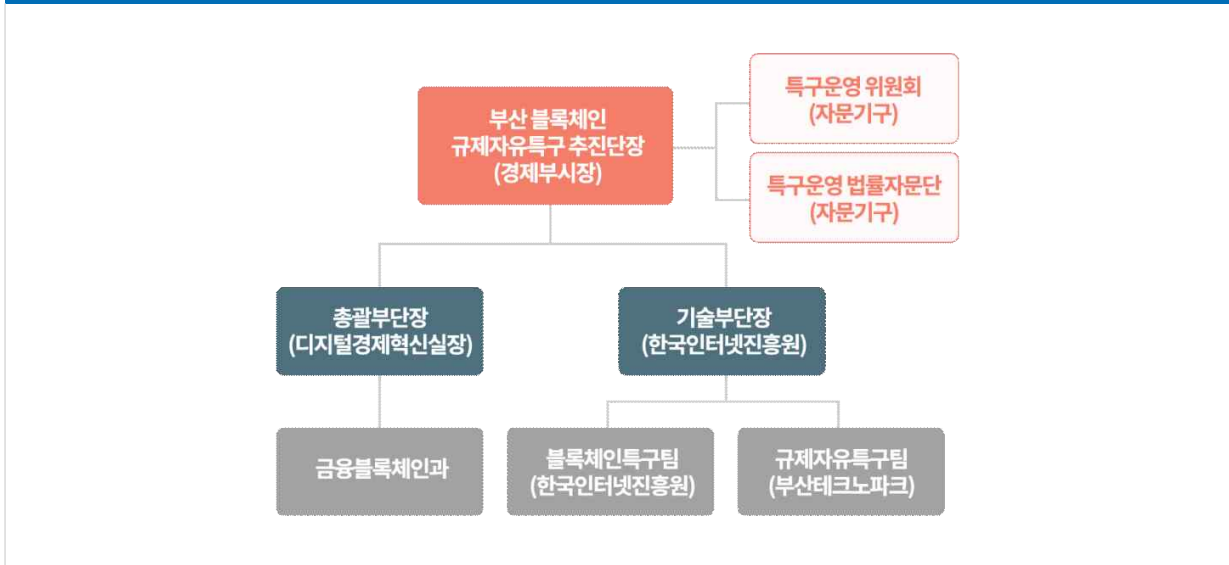 부산 블록체인
규제자유특구 추진단장
(경제부시장)
특구운영 위원회
(자문기구)
특구운영 법률자문단
(자문기구)
총괄부단장
(디지털경제혁신실장)
기술부단장
(한국인터넷진흥원)
금융블록체인과
블록체인특구팀
(한국인터넷진흥원)
규제자유특구팀
(부산테크노파크)